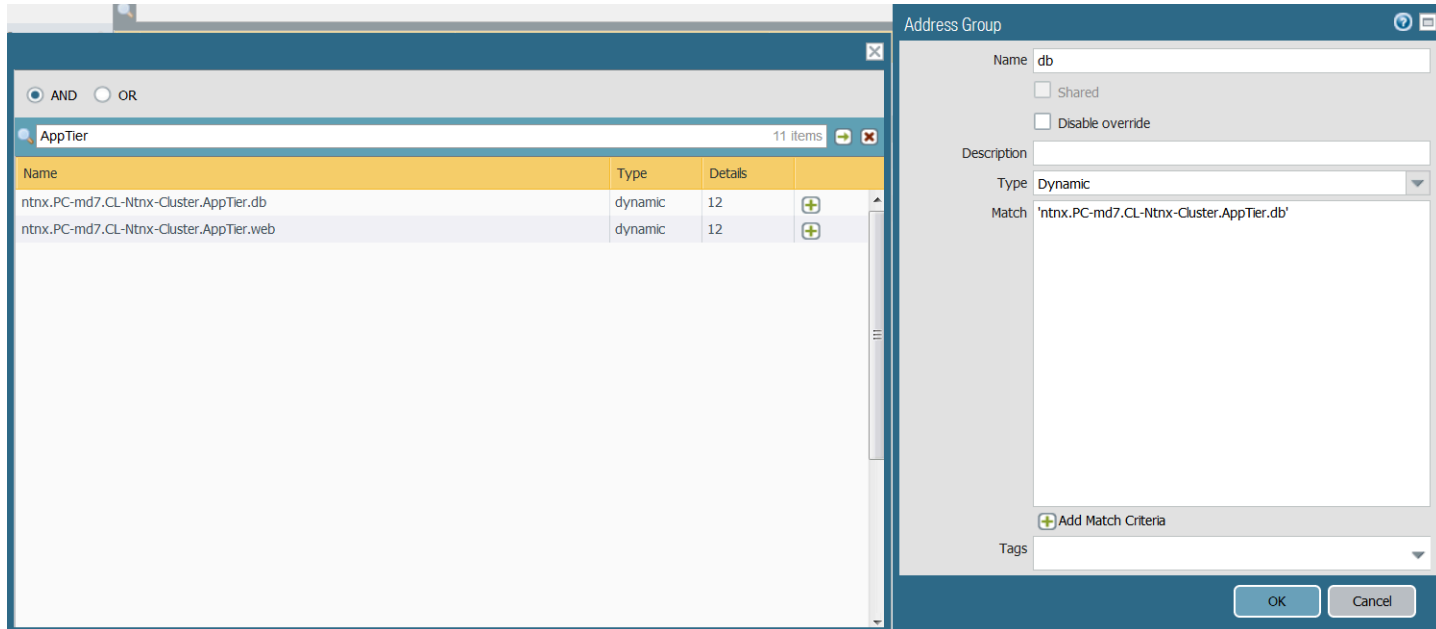 AND OR
AppTier 11 items
Name Type Details
ntnx.PC-md7.CL-Ntnx-Cluster.AppTier.db dynamic 12
ntnx.PC-md7.CL-Ntnx-Cluster.AppTier.web dynamic 12
Address Group
Name db
Shared
Disable override
Description
Type Dynamic
Match 'ntnx.PC-md7.CL-Ntnx-Cluster.AppTier.db'
Add Match Criteria
Tags
OK Cancel